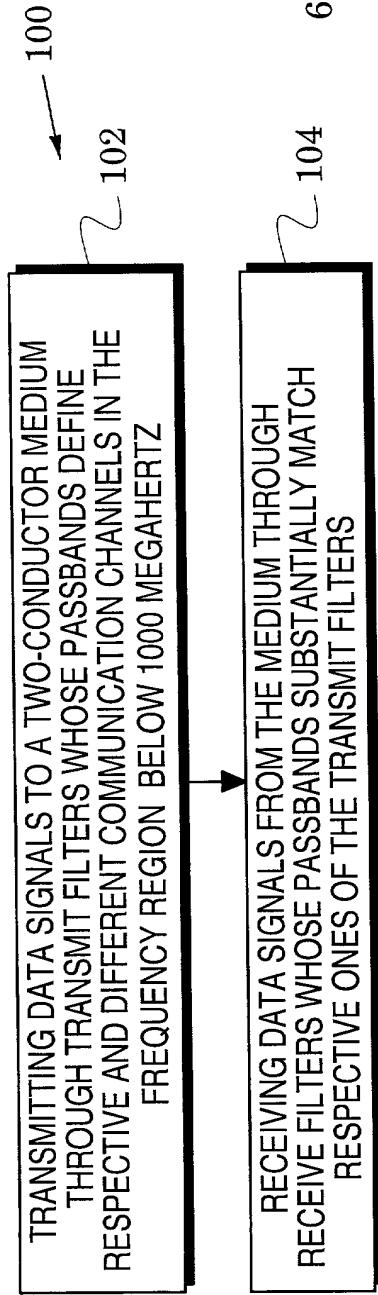 100
TRANSMITTING DATA SIGNALS TO A TWO-CONDUCTOR MEDIUM
THROUGH TRANSMIT FILTERS WHOSE PASSBANDS DEFINE
RESPECTIVE AND DIFFERENT COMMUNICATION CHANNELS IN THE
FREQUENCY REGION BELOW 1000 MEGAHERTZ
102
RECEIVING DATA SIGNALS FROM THE MEDIUM THROUGH
RECEIVE FILTERS WHOSE PASSBANDS SUBSTANTIALLY MATCH
RESPECTIVE ONES OF THE TRANSMIT FILTERS
104
6